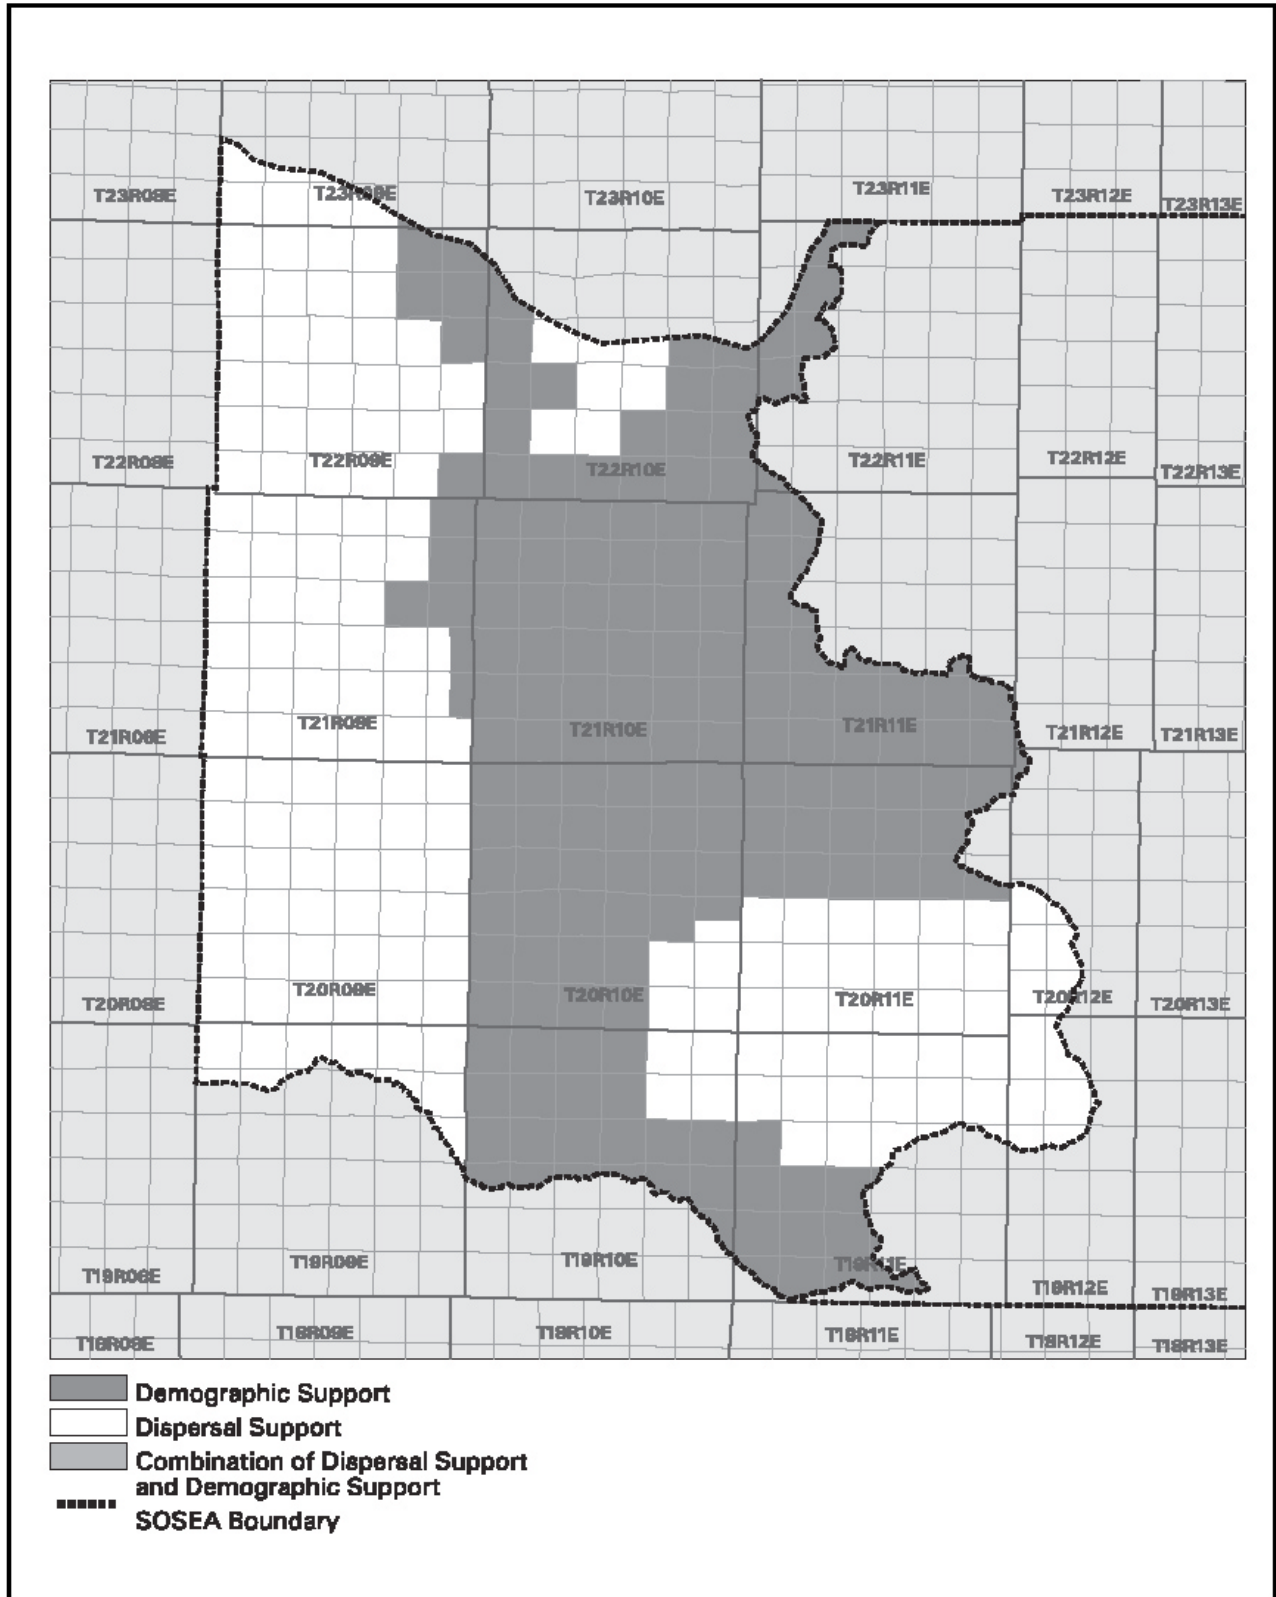 T23R08E T23R09E T23R10E T23R11E T23R12E T23R13E
T22R08E T22R09E T22R10E T22R11E T22R12E T22R13E
T21R08E T21R09E T21R10E T21R11E T21R12E T21R13E
T20R08E T20R09E T20R10E T20R11E T20R12E T20R13E
T19R08E T19R09E T19R10E T19R11E T19R12E T19R13E
T18R08E T18R09E T18R10E T18R11E T18R12E T18R13E
Demographic Support
Dispersal Support
Combination of Dispersal Support
and Demographic Support
SOSEA Boundary